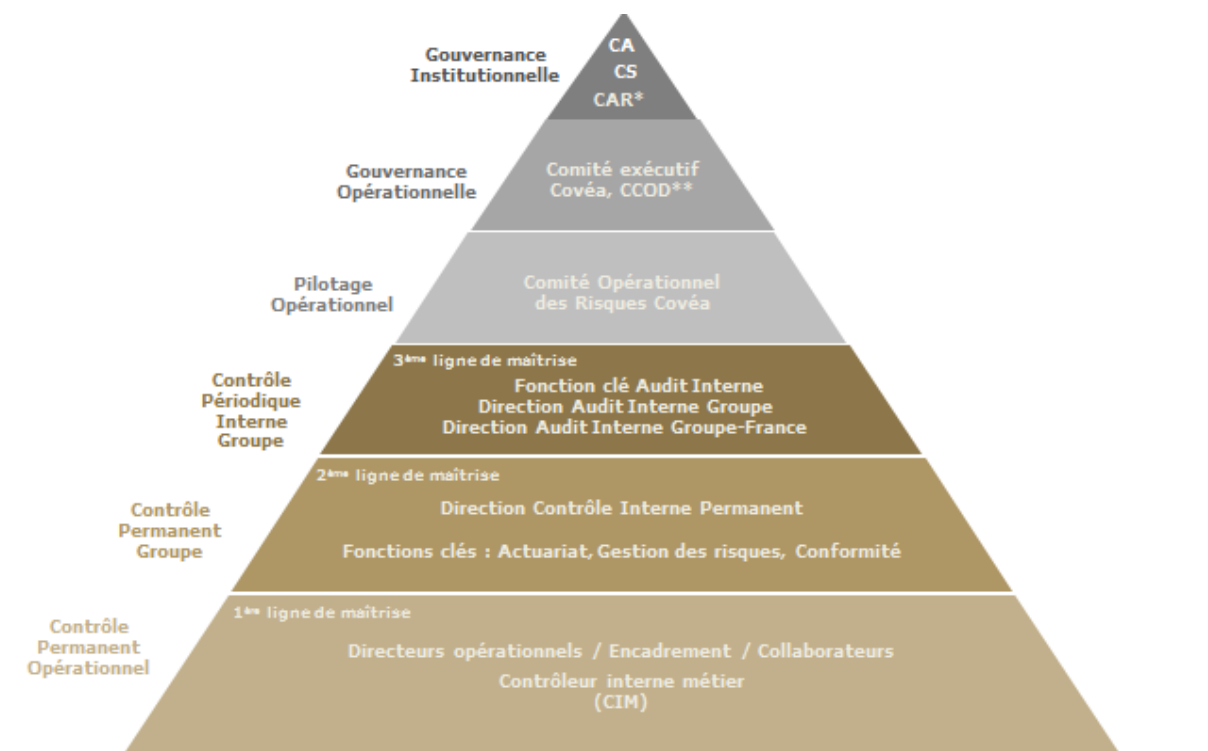 Gouvernance
Institutionnelle
CA
CS
CAR*
Gouvernance
Opérationnelle
Comité exécutif
Covéa, CCOD**
Pilotage
Opérationnel
Comité Opérationnel
des Risques Covéa
Contrôle
Périodique
Interne
Groupe
3ème ligne de maîtrise
Fonction clé Audit Interne
Direction Audit Interne Groupe
Direction Audit Interne Groupe-France
Contrôle
Permanent
Groupe
2ème ligne de maîtrise
Direction Contrôle Interne Permanent
Fonctions clés : Actuariat, Gestion des risques, Conformité
Contrôle
Permanent
Opérationnel
1ère ligne de maîtrise
Directeurs opérationnels / Encadrement / Collaborateurs
Contrôleur interne métier
(CIM)